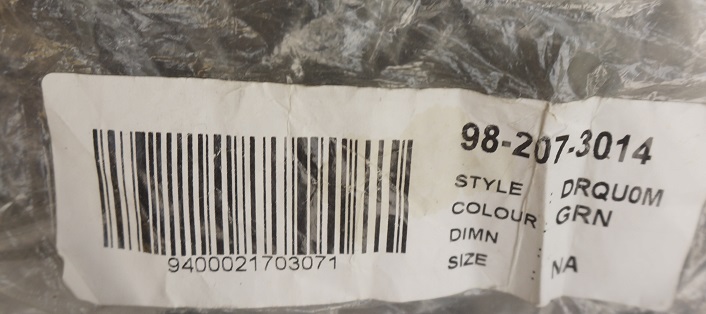 98-207-3014
STYLE : DRQU0M
COLOUR : GRN
DIMN :
SIZE : NA
9400021703071